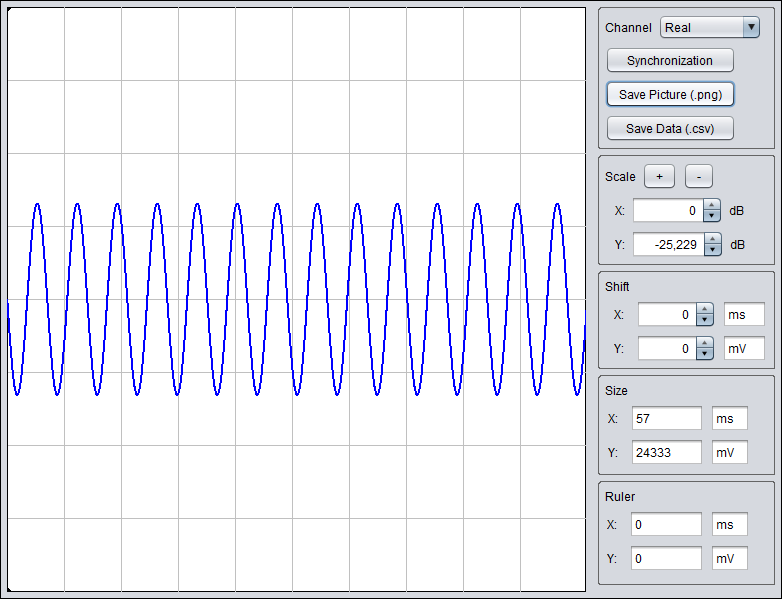 Channel Real
Synchronization
Save Picture (.png)
Save Data (.csv)
Scale + -
X: 0 dB
Y: -25,229 dB
Shift
X: 0 ms
Y: 0 mV
Size
X: 57 ms
Y: 24333 mV
Ruler
X: 0 ms
Y: 0 mV